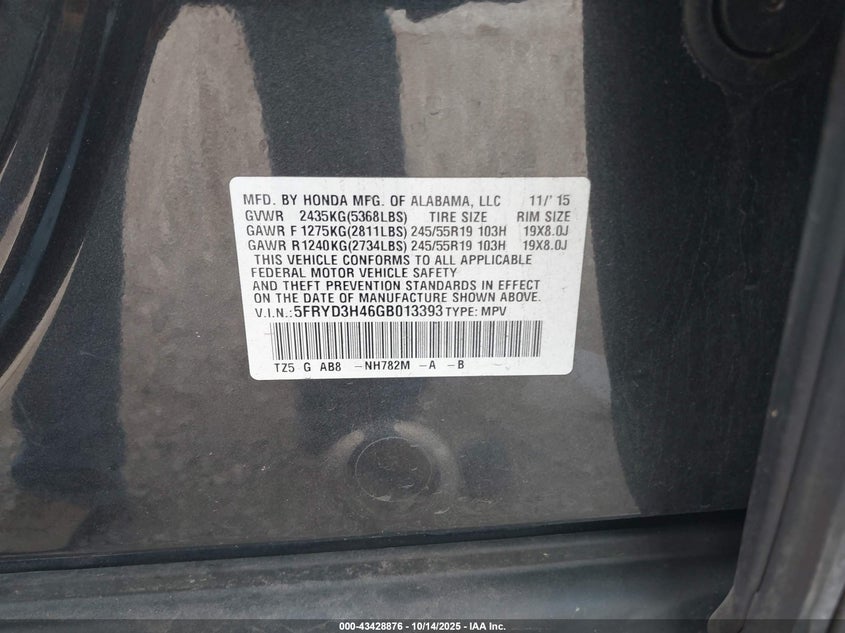 MFD. BY HONDA MFG. OF ALABAMA, LLC 11/'15
GVWR 2435KG(5368LBS) TIRE SIZE RIM SIZE
GAWR F 1275KG(2811LBS) 245/55R19 103H 19X8.0J
GAWR R 1240KG(2734LBS) 245/55R19 103H 19X8.0J
THIS VEHICLE CONFORMS TO ALL APPLICABLE
FEDERAL MOTOR VEHICLE SAFETY
AND THEFT PREVENTION STANDARDS IN EFFECT
ON THE DATE OF MANUFACTURE SHOWN ABOVE.
V.I.N.: 5FRYD3H46GB013393 TYPE: MPV
TZ5 G AB8 -NH782M -A -B
000-43428876 | 10/14/2025 - IAA Inc.